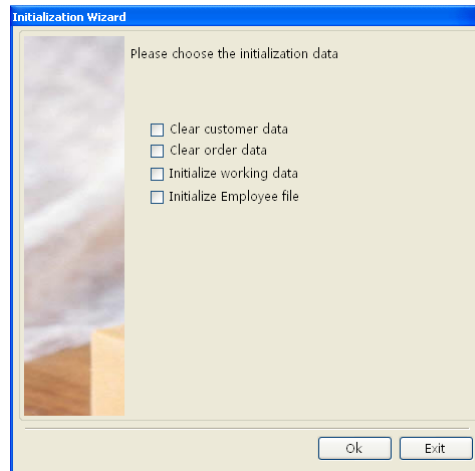 Initialization Wizard
Please choose the initialization data
Clear customer data
Clear order data
Initialize working data
Initialize Employee file
Ok
Exit